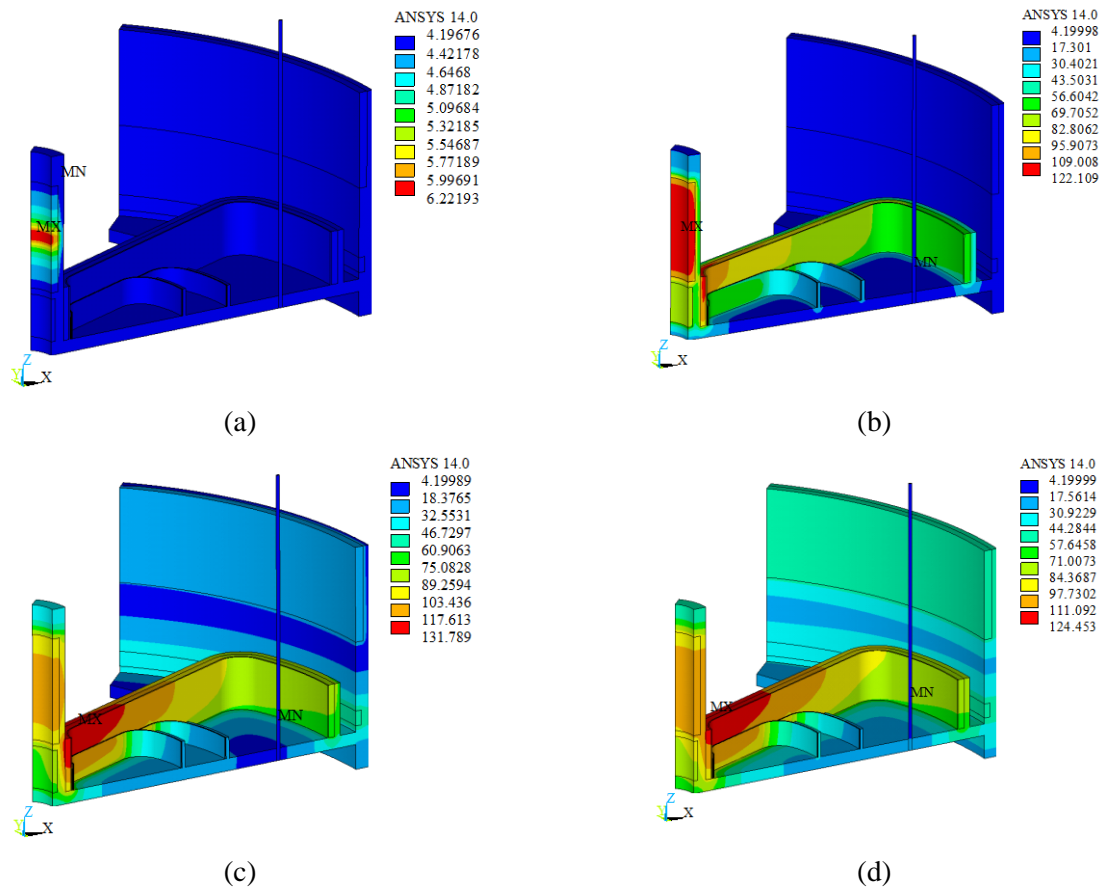 ANSYS 14.0
4.19676
4.42178
4.6468
4.87182
5.09684
5.32185
5.54687
5.77189
5.99691
6.22193
MN
MX
Z
Y
X
(a)
ANSYS 14.0
4.19998
17.301
30.4021
43.5031
56.6042
69.7052
82.8062
95.9073
109.008
122.109
MX
MN
Z
Y
X
(b)
ANSYS 14.0
4.19989
18.3765
32.5531
46.7297
60.9063
75.0828
89.2594
103.436
117.613
131.789
MX
MN
Z
Y
X
(c)
ANSYS 14.0
4.19999
17.5614
30.9229
44.2844
57.6458
71.0073
84.3687
97.7302
111.092
124.453
MX
MN
Z
Y
X
(d)